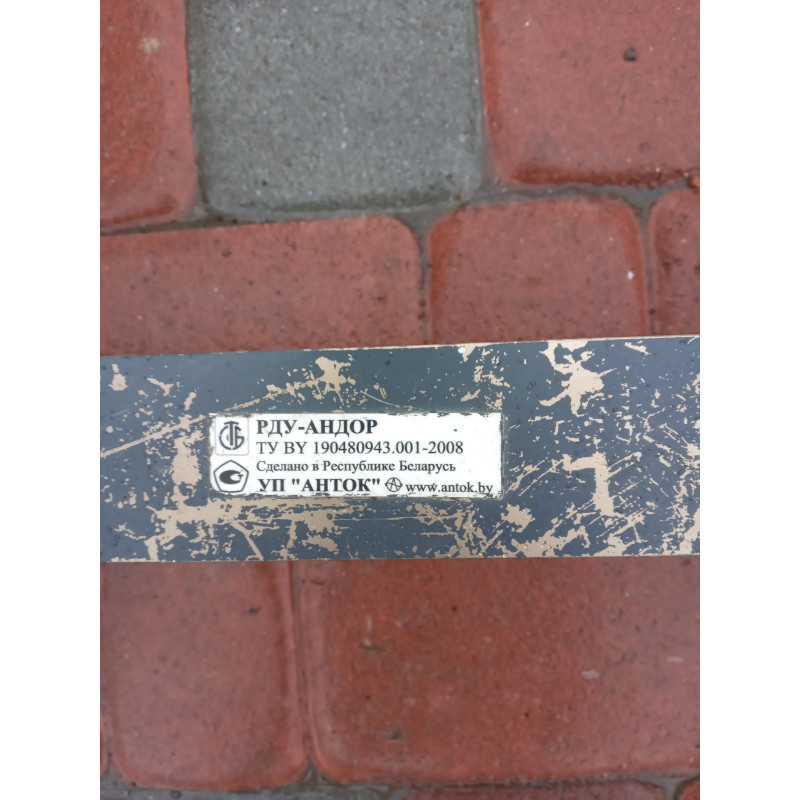 РДУ-АНДОР
ТУ BY 190480943.001-2008
Сделано в Республике Беларусь
УП "АНТОК" www.antok.by